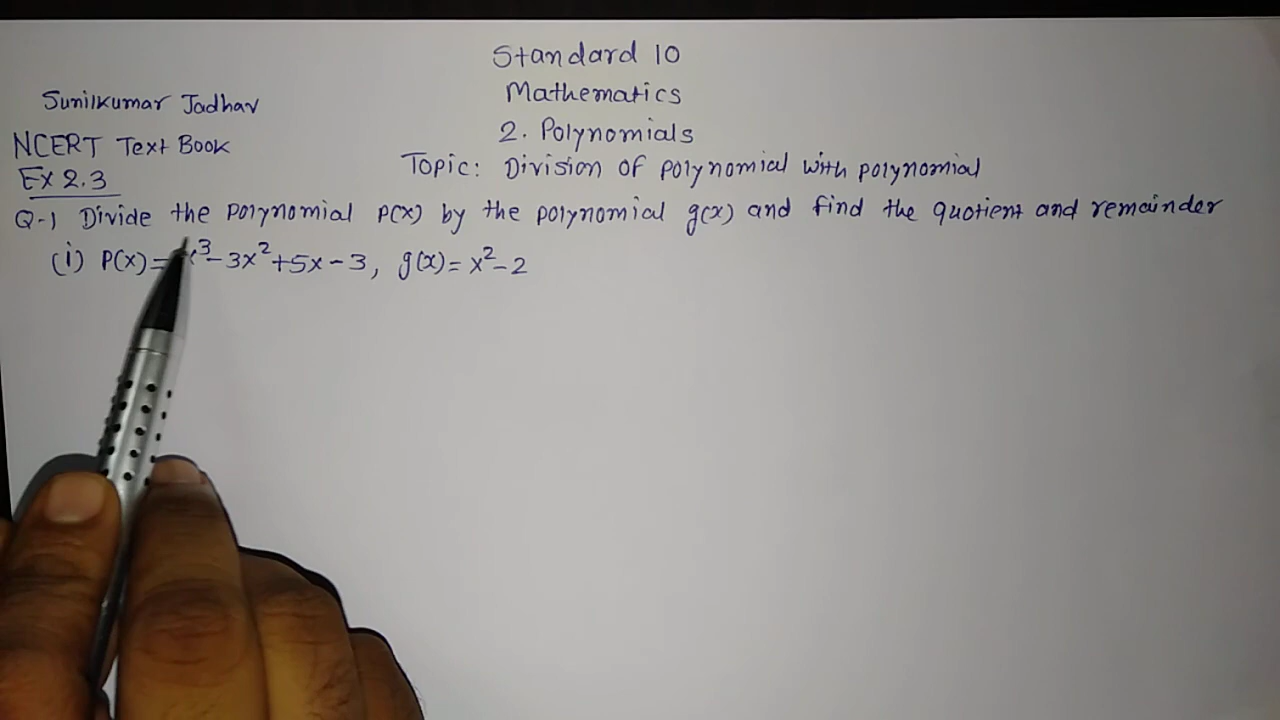 Standard 10
Mathematics
Sunilkumar Jadhav
2. Polynomials
NCERT Text Book
Topic: Division of polynomial with polynomial
Ex 2.3
Q-1 Divide the polynomial p(x) by the polynomial g(x) and find the quotient and remainder
(i) P(x) = x³-3x²+5x-3, g(x) = x²-2